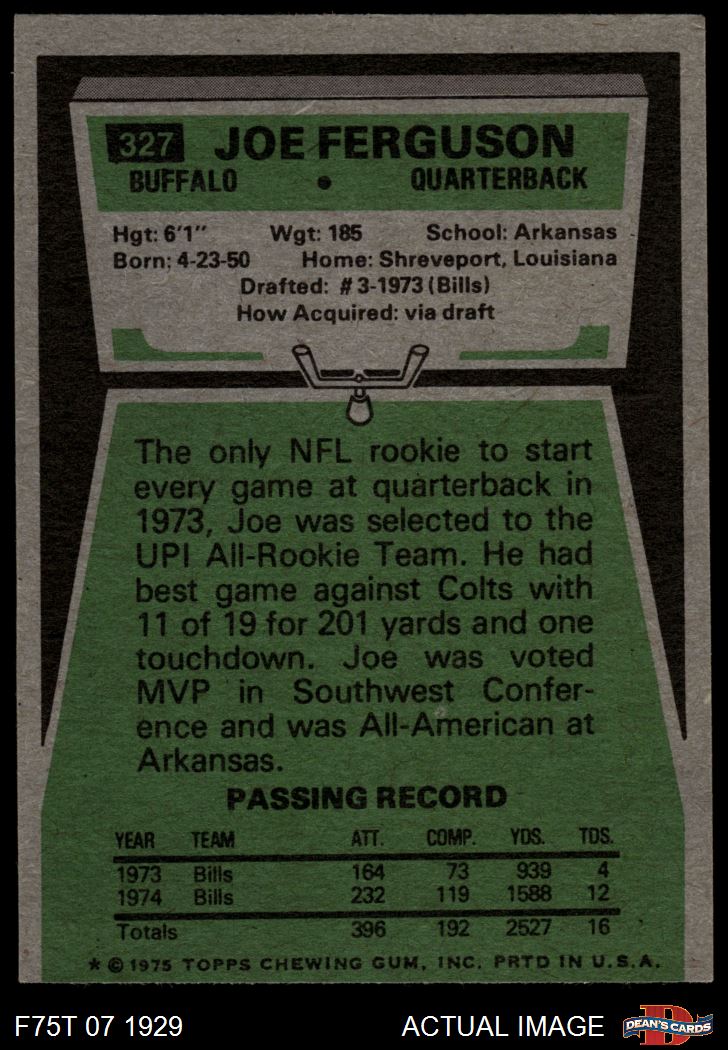 327 JOE FERGUSON
BUFFALO • QUARTERBACK
Hgt: 6'1" Wgt: 185 School: Arkansas
Born: 4-23-50 Home: Shreveport, Louisiana
Drafted: #3-1973 (Bills)
How Acquired: via draft
The only NFL rookie to start
every game at quarterback in
1973, Joe was selected to the
UPI All-Rookie Team. He had
best game against Colts with
11 of 19 for 201 yards and one
touchdown. Joe was voted
MVP in Southwest Confer-
ence and was All-American at
Arkansas.
PASSING RECORD
YEAR TEAM ATT. COMP. YDS. TDS.
1973 Bills 164 73 939 4
1974 Bills 232 119 1588 12
Totals 396 192 2527 16
* © 1975 TOPPS CHEWING GUM, INC. PRTD IN U.S.A.
F75T 07 1929 ACTUAL IMAGE D DEAN'S CARDS